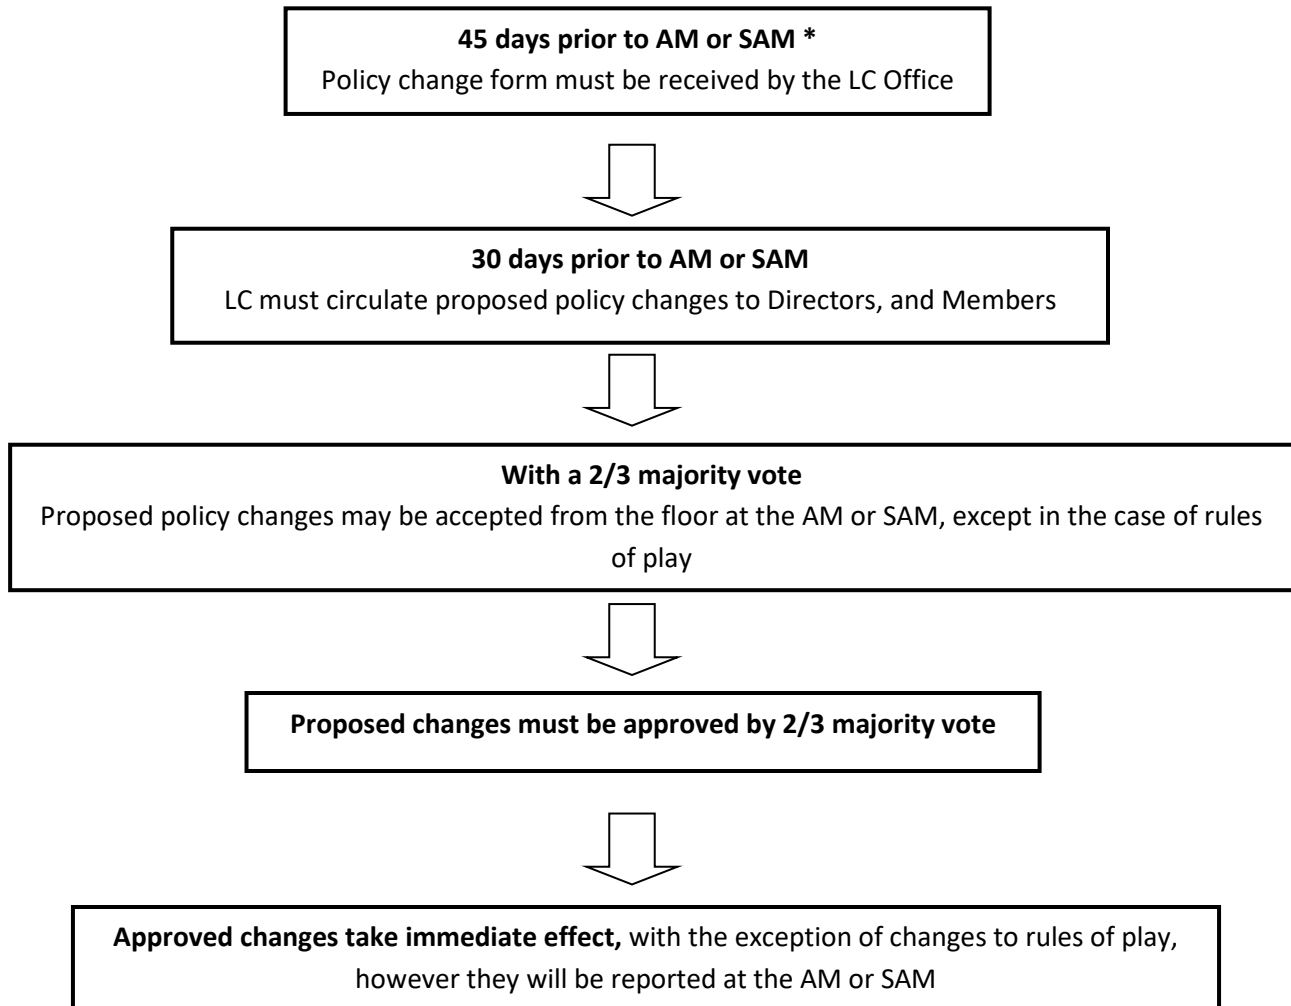 45 days prior to AM or SAM *
Policy change form must be received by the LC Office
30 days prior to AM or SAM
LC must circulate proposed policy changes to Directors, and Members
With a 2/3 majority vote
Proposed policy changes may be accepted from the floor at the AM or SAM, except in the case of rules
of play
Proposed changes must be approved by 2/3 majority vote
Approved changes take immediate effect, with the exception of changes to rules of play,
however they will be reported at the AM or SAM